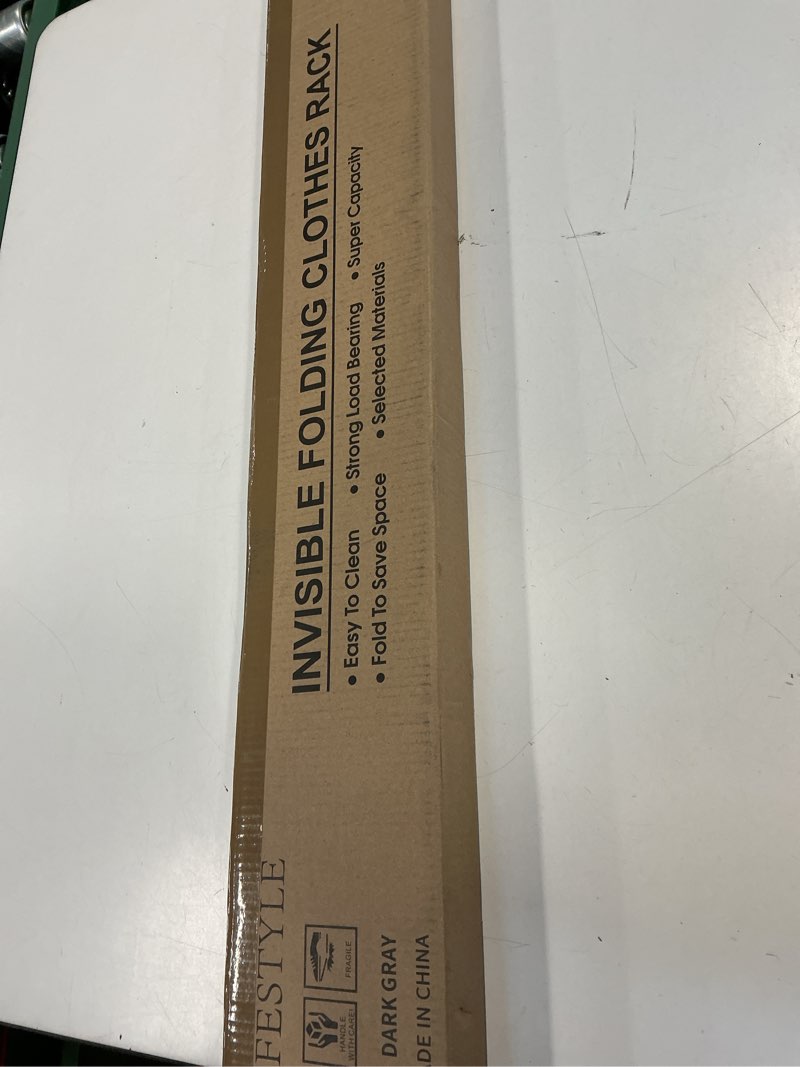 INVISIBLE FOLDING CLOTHES RACK
• Easy To Clean • Strong Load Bearing • Super Capacity
• Fold To Save Space • Selected Materials
FESTYLE
HANDLE
WITH CARE
FRAGILE
DARK GRAY
ADE IN CHINA